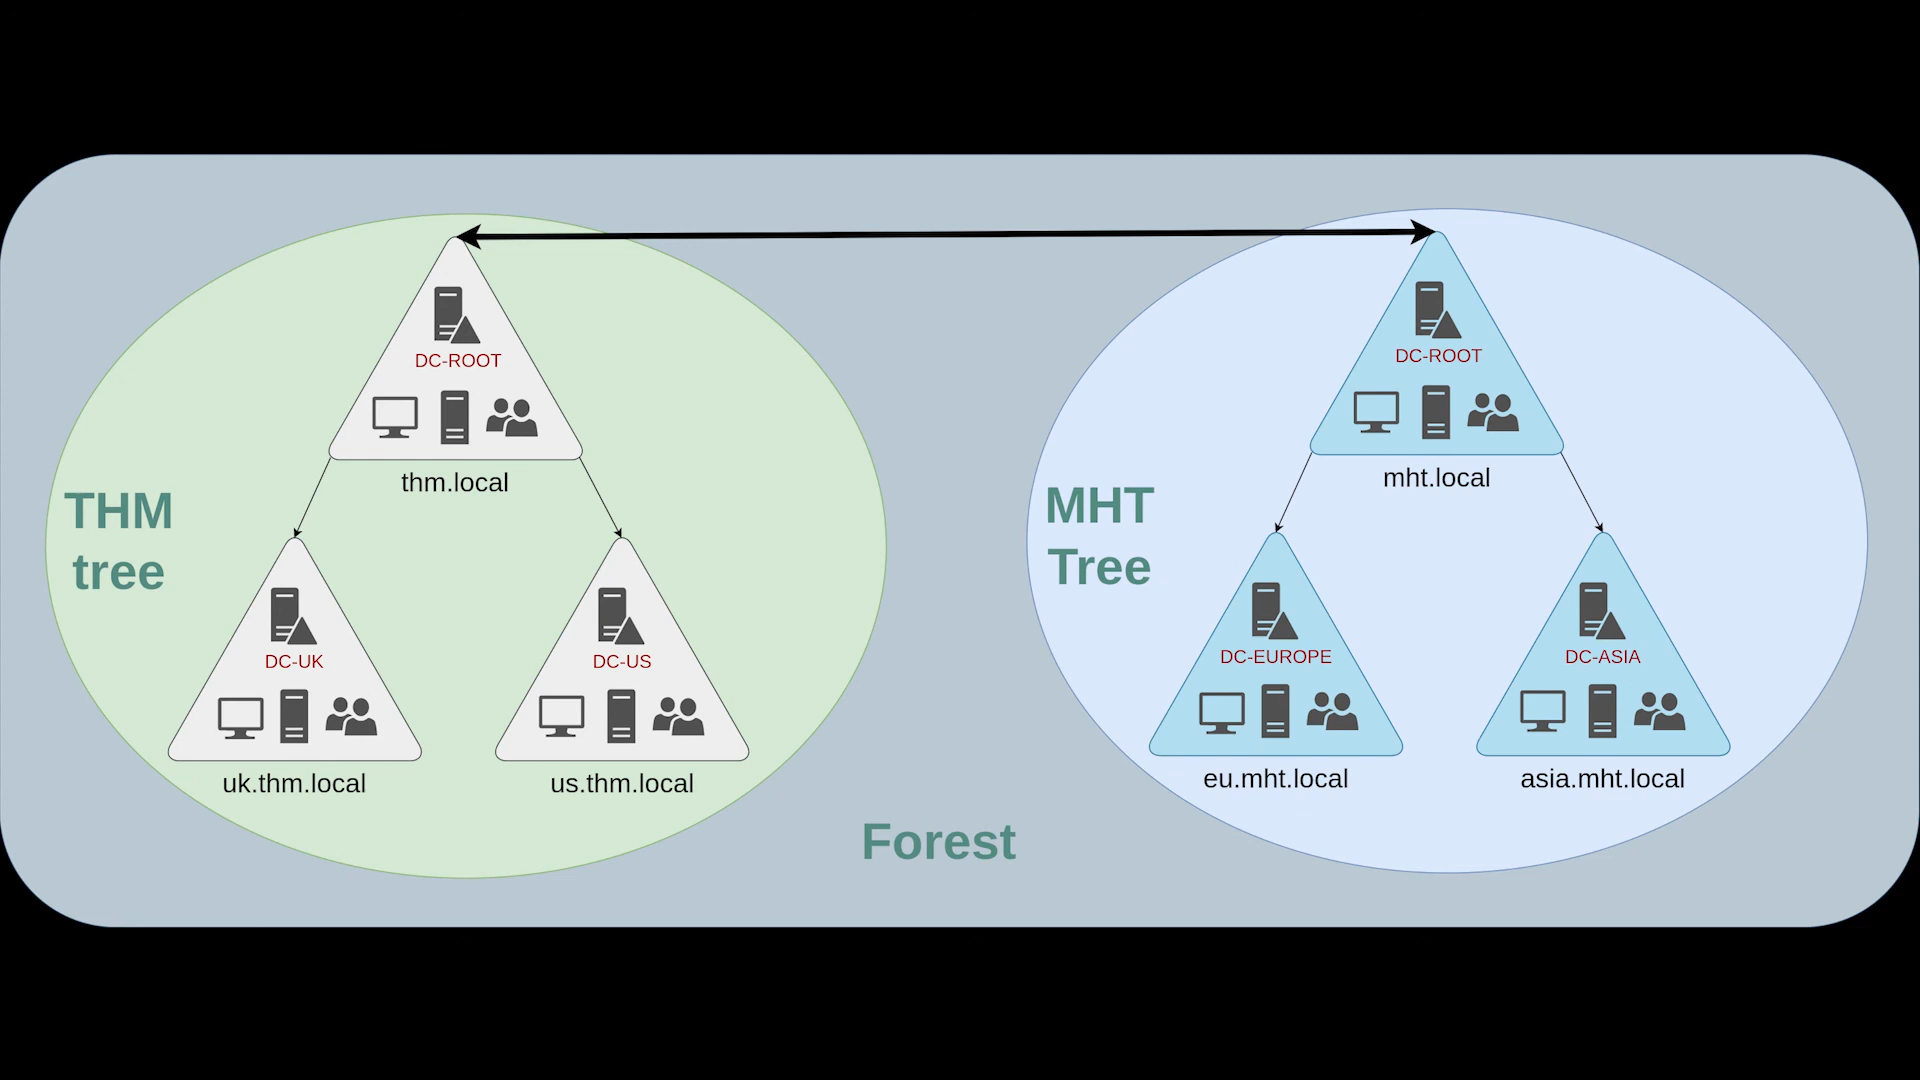 DC-ROOT
thm.local
THM
tree
DC-UK
uk.thm.local
DC-US
us.thm.local
DC-ROOT
mht.local
MHT
Tree
DC-EUROPE
eu.mht.local
DC-ASIA
asia.mht.local
Forest